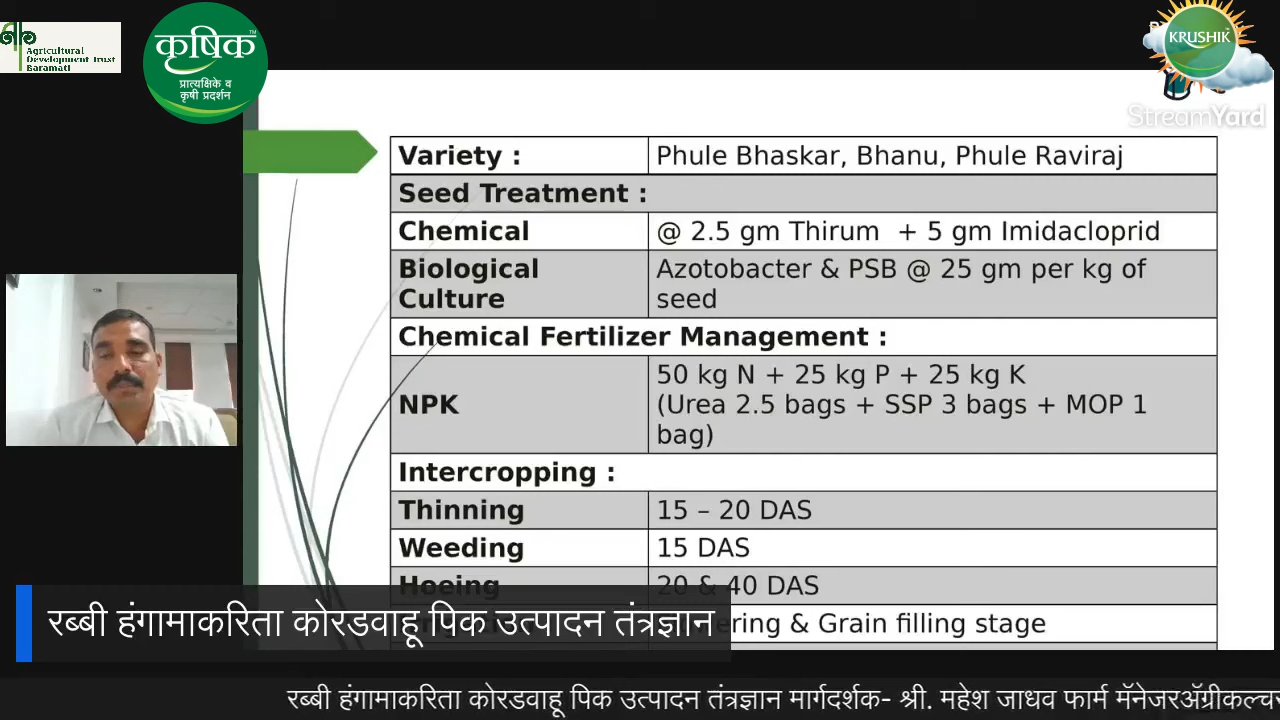 Agricultural
Development Trust
Baramati
कृषिक
TM
प्रात्यक्षिके व
कृषी प्रदर्शन
KRUSHIK
StreamYard
Variety : Phule Bhaskar, Bhanu, Phule Raviraj
Seed Treatment :
Chemical @ 2.5 gm Thirum + 5 gm Imidacloprid
Biological Culture Azotobacter & PSB @ 25 gm per kg of seed
Chemical Fertilizer Management :
NPK 50 kg N + 25 kg P + 25 kg K
(Urea 2.5 bags + SSP 3 bags + MOP 1
bag)
Intercropping :
Thinning 15 – 20 DAS
Weeding 15 DAS
Hoeing 20 & 40 DAS
& Grain filling stage
रब्बी हंगामाकरिता कोरडवाहू पिक उत्पादन तंत्रज्ञान
रब्बी हंगामाकरिता कोरडवाहू पिक उत्पादन तंत्रज्ञान मार्गदर्शक- श्री. महेश जाधव फार्म मॅनेजर